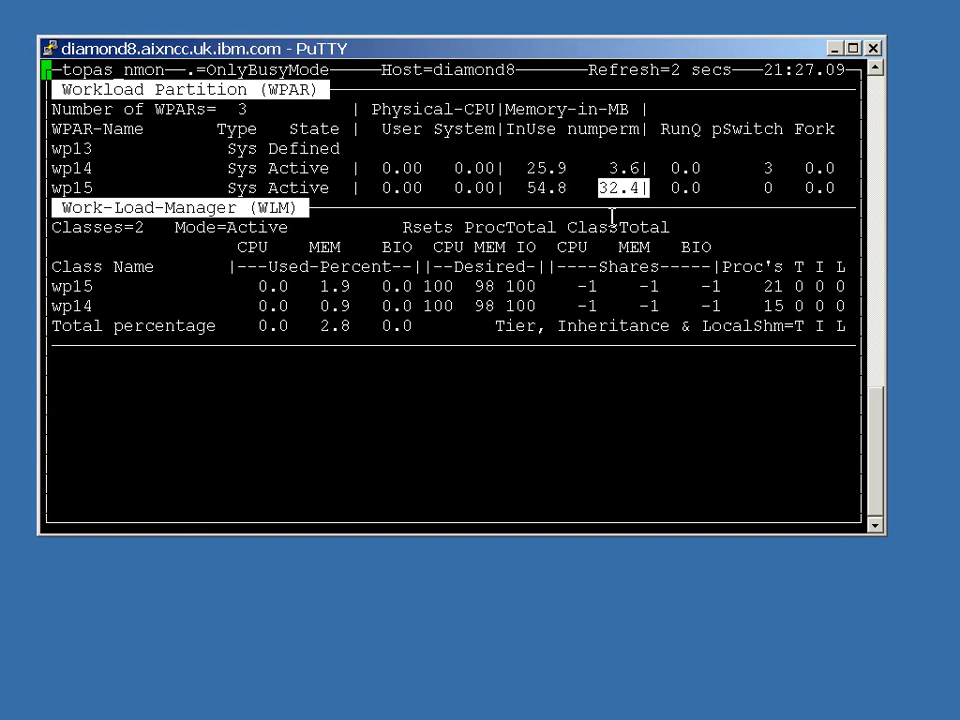 diamond8.aixncc.uk.ibm.com - PuTTY
topas_nmon──.=OnlyBusyMode─────Host=diamond8───────Refresh=2 secs───21:27.09
Workload Partition (WPAR)
Number of WPARs=  3          | Physical-CPU|Memory-in-MB |
WPAR-Name       Type   State |  User System|InUse numperm| RunQ pSwitch Fork
wp13             Sys Defined
wp14             Sys Active  |  0.00   0.00|  25.9    3.6|  0.0      3   0.0
wp15             Sys Active  |  0.00   0.00|  54.8   32.4|  0.0      0   0.0
Work-Load-Manager (WLM)
Classes=2   Mode=Active           Rsets ProcTotal ClassTotal
CPU    MEM    BIO  CPU MEM IO  CPU   MEM   BIO
Class Name       |---Used-Percent--||--Desired-||----Shares-----|Proc's T I L
wp15                0.0   1.9   0.0 100  98 100    -1    -1    -1    21 0 0 0
wp14                0.0   0.9   0.0 100  98 100    -1    -1    -1    15 0 0 0
Total percentage    0.0   2.8   0.0        Tier, Inheritance & LocalShm=T I L